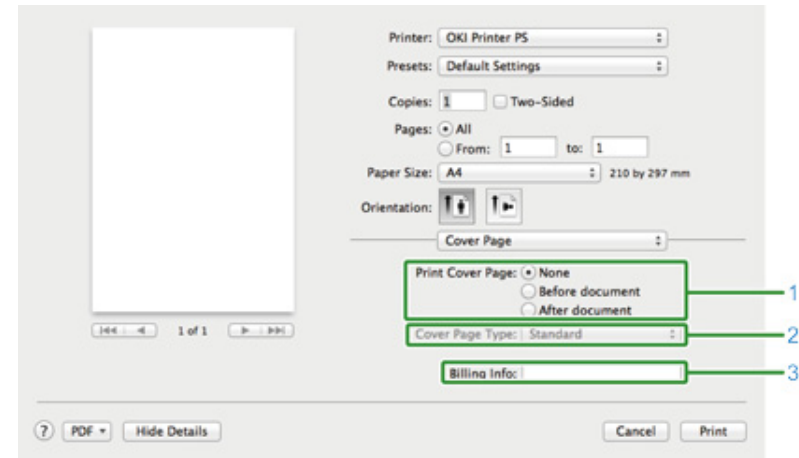 Printer: OKI Printer PS
Presets: Default Settings
Copies: 1 Two-Sided
Pages: All
From: 1 to: 1
Paper Size: A4 210 by 297 mm
Orientation:
Cover Page
Print Cover Page: None
Before document
After document
1
Cover Page Type: Standard
2
Billing Info:
3
1 of 1
? PDF Hide Details Cancel Print